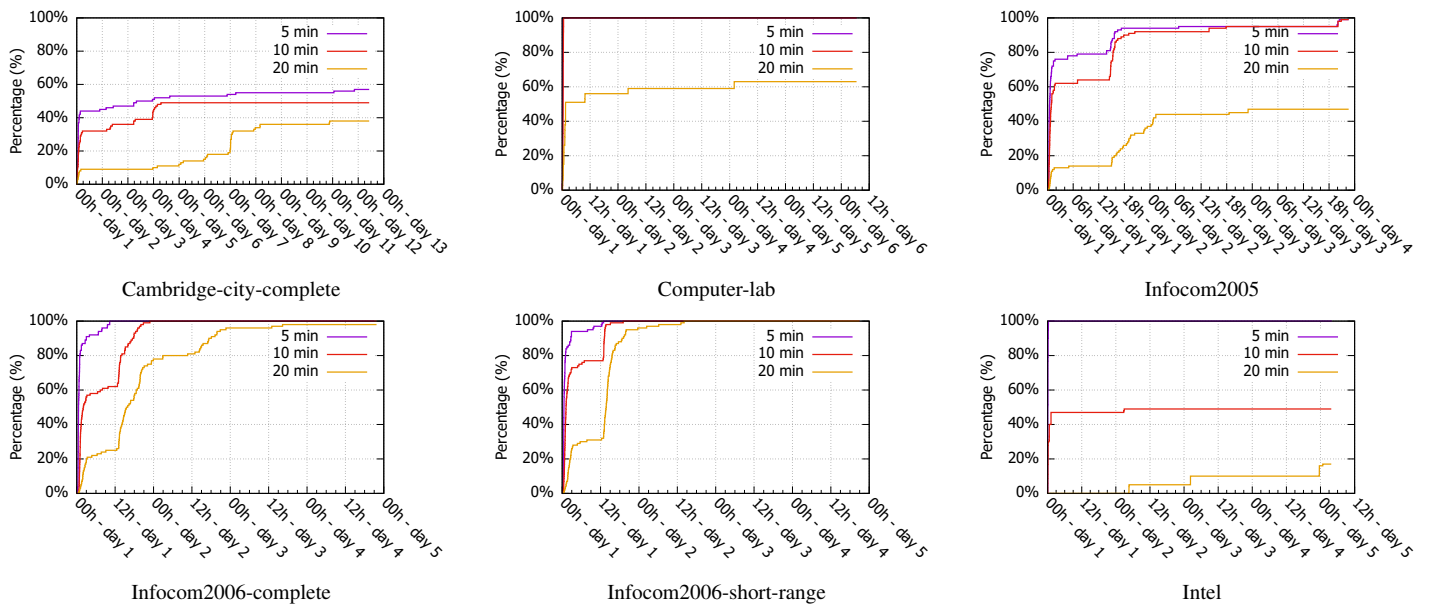 Percentage (%)
100%
80%
60%
40%
20%
0%
5 min
10 min
20 min
00h - day 1
00h - day 2
00h - day 3
00h - day 4
00h - day 5
00h - day 6
00h - day 7
00h - day 8
00h - day 9
00h - day 10
00h - day 11
00h - day 12
00h - day 13
Cambridge-city-complete
Percentage (%)
100%
80%
60%
40%
20%
0%
5 min
10 min
20 min
00h - day 1
12h - day 1
00h - day 2
12h - day 2
00h - day 3
12h - day 3
00h - day 4
12h - day 4
00h - day 5
12h - day 5
00h - day 6
12h - day 6
Computer-lab
Percentage (%)
100%
80%
60%
40%
20%
0%
5 min
10 min
20 min
00h - day 1
06h - day 1
12h - day 1
18h - day 1
00h - day 2
06h - day 2
12h - day 2
18h - day 2
00h - day 3
06h - day 3
12h - day 3
18h - day 3
00h - day 4
Infocom2005
Percentage (%)
100%
80%
60%
40%
20%
0%
5 min
10 min
20 min
00h - day 1
12h - day 1
00h - day 2
12h - day 2
00h - day 3
12h - day 3
00h - day 4
12h - day 4
00h - day 5
Infocom2006-complete
Percentage (%)
100%
80%
60%
40%
20%
0%
5 min
10 min
20 min
00h - day 1
12h - day 1
00h - day 2
12h - day 2
00h - day 3
12h - day 3
00h - day 4
12h - day 4
00h - day 5
Infocom2006-short-range
Percentage (%)
100%
80%
60%
40%
20%
0%
5 min
10 min
20 min
00h - day 1
12h - day 1
00h - day 2
12h - day 2
00h - day 3
12h - day 3
00h - day 4
12h - day 4
00h - day 5
12h - day 5
Intel